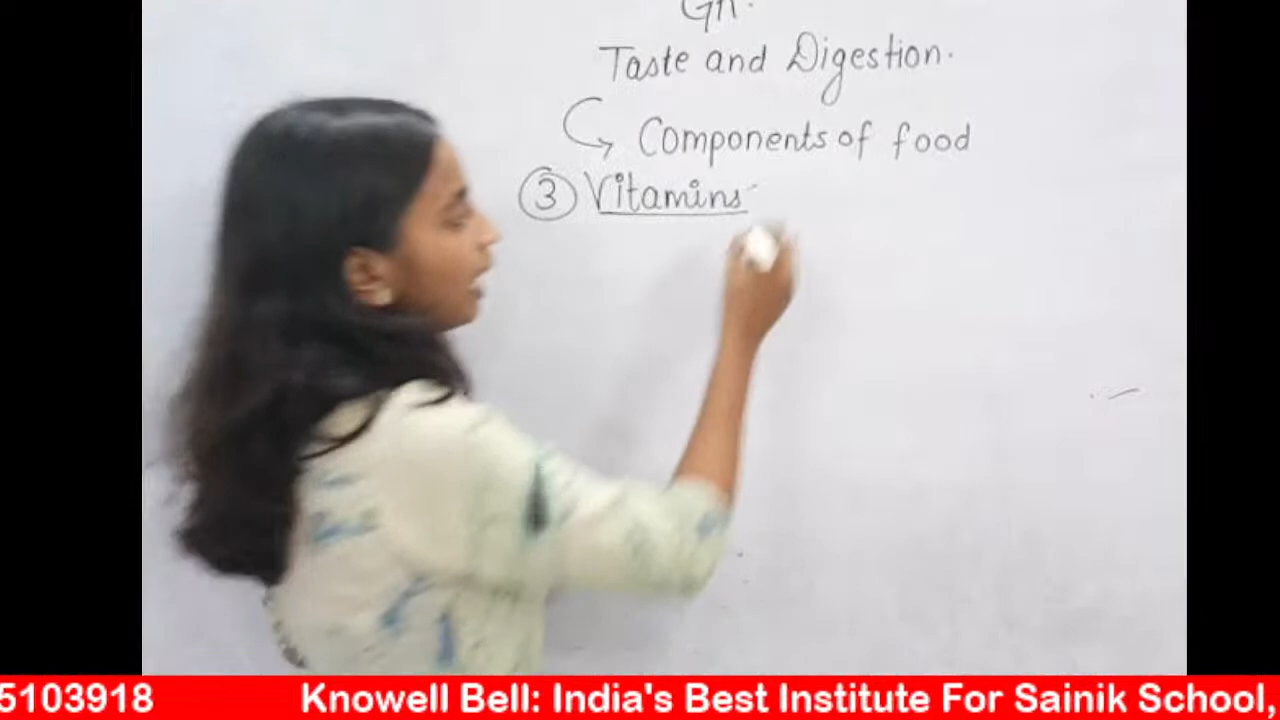 Taste and Digestion.
Components of food
3 Vitamins
5103918 Knowell Bell: India's Best Institute For Sainik School,